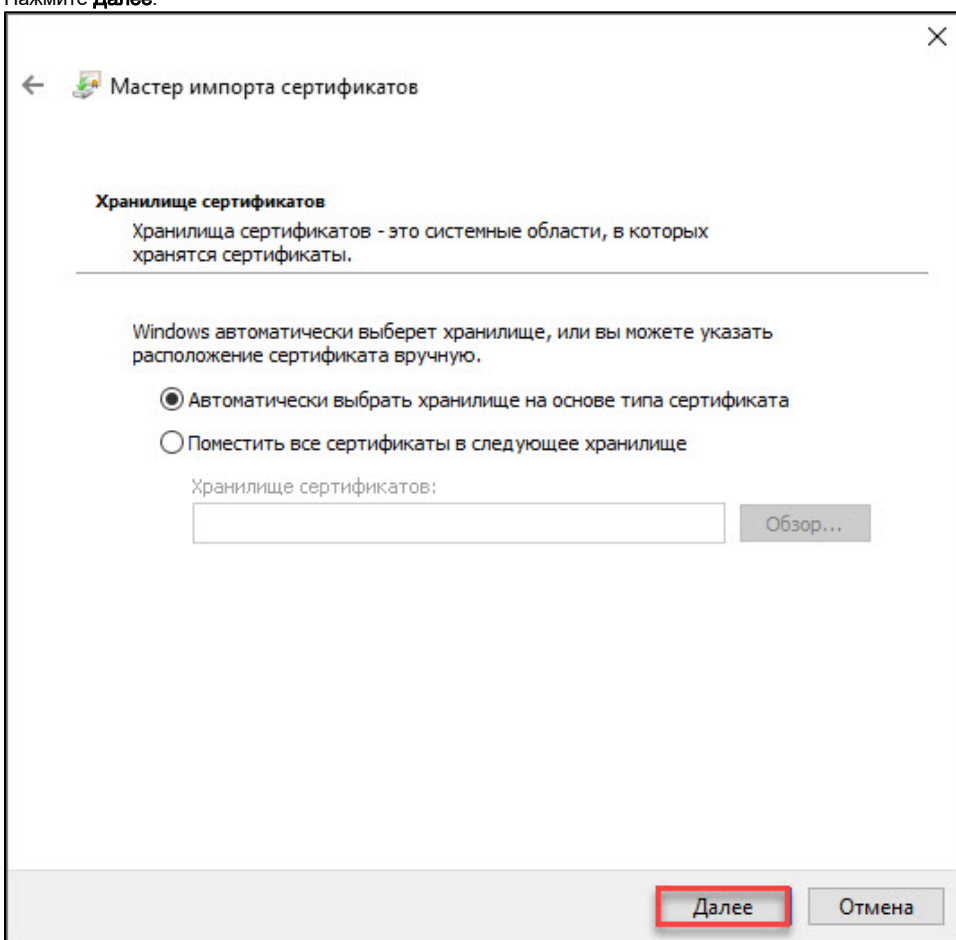 Нажмите Далее.
Мастер импорта сертификатов
Хранилище сертификатов
Хранилища сертификатов - это системные области, в которых
хранятся сертификаты.
Windows автоматически выберет хранилище, или вы можете указать
расположение сертификата вручную.
Автоматически выбрать хранилище на основе типа сертификата
Поместить все сертификаты в следующее хранилище
Хранилище сертификатов:
Обзор...
Далее
Отмена